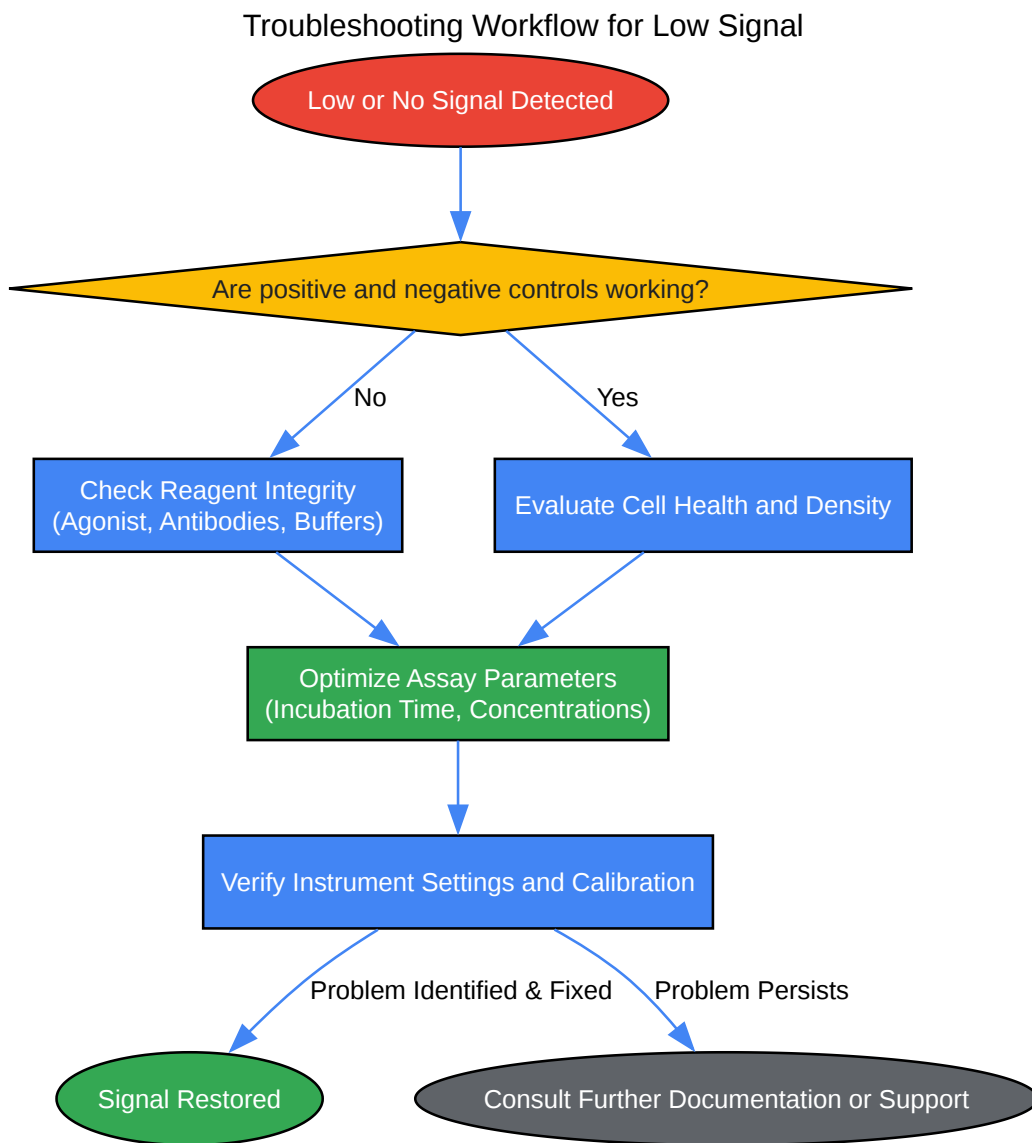 Troubleshooting Workflow for Low Signal
Low or No Signal Detected
Are positive and negative controls working?
No
Yes
Check Reagent Integrity
(Agonist, Antibodies, Buffers)
Evaluate Cell Health and Density
Optimize Assay Parameters
(Incubation Time, Concentrations)
Verify Instrument Settings and Calibration
Problem Identified & Fixed
Problem Persists
Signal Restored
Consult Further Documentation or Support